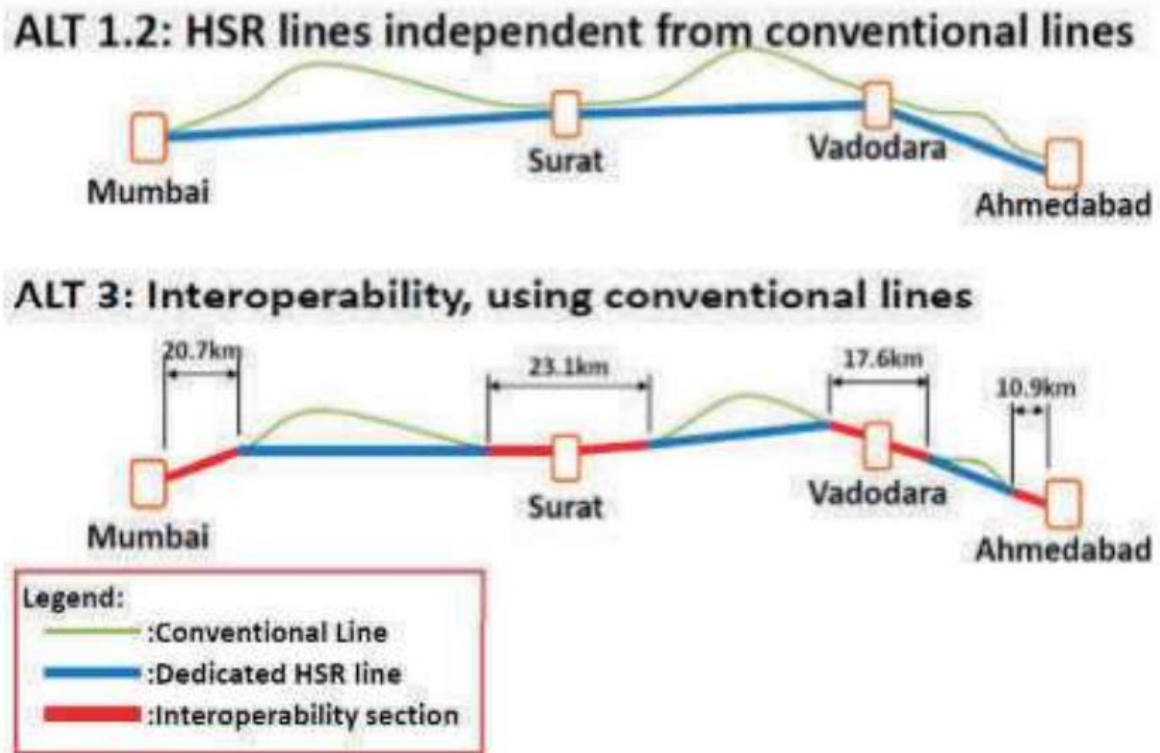 ALT 1.2: HSR lines independent from conventional lines
Mumbai
Surat
Vadodara
Ahmedabad
ALT 3: Interoperability, using conventional lines
20.7km
23.1km
17.6km
10.9km
Mumbai
Surat
Vadodara
Ahmedabad
Legend:
:Conventional Line
:Dedicated HSR line
:Interoperability section